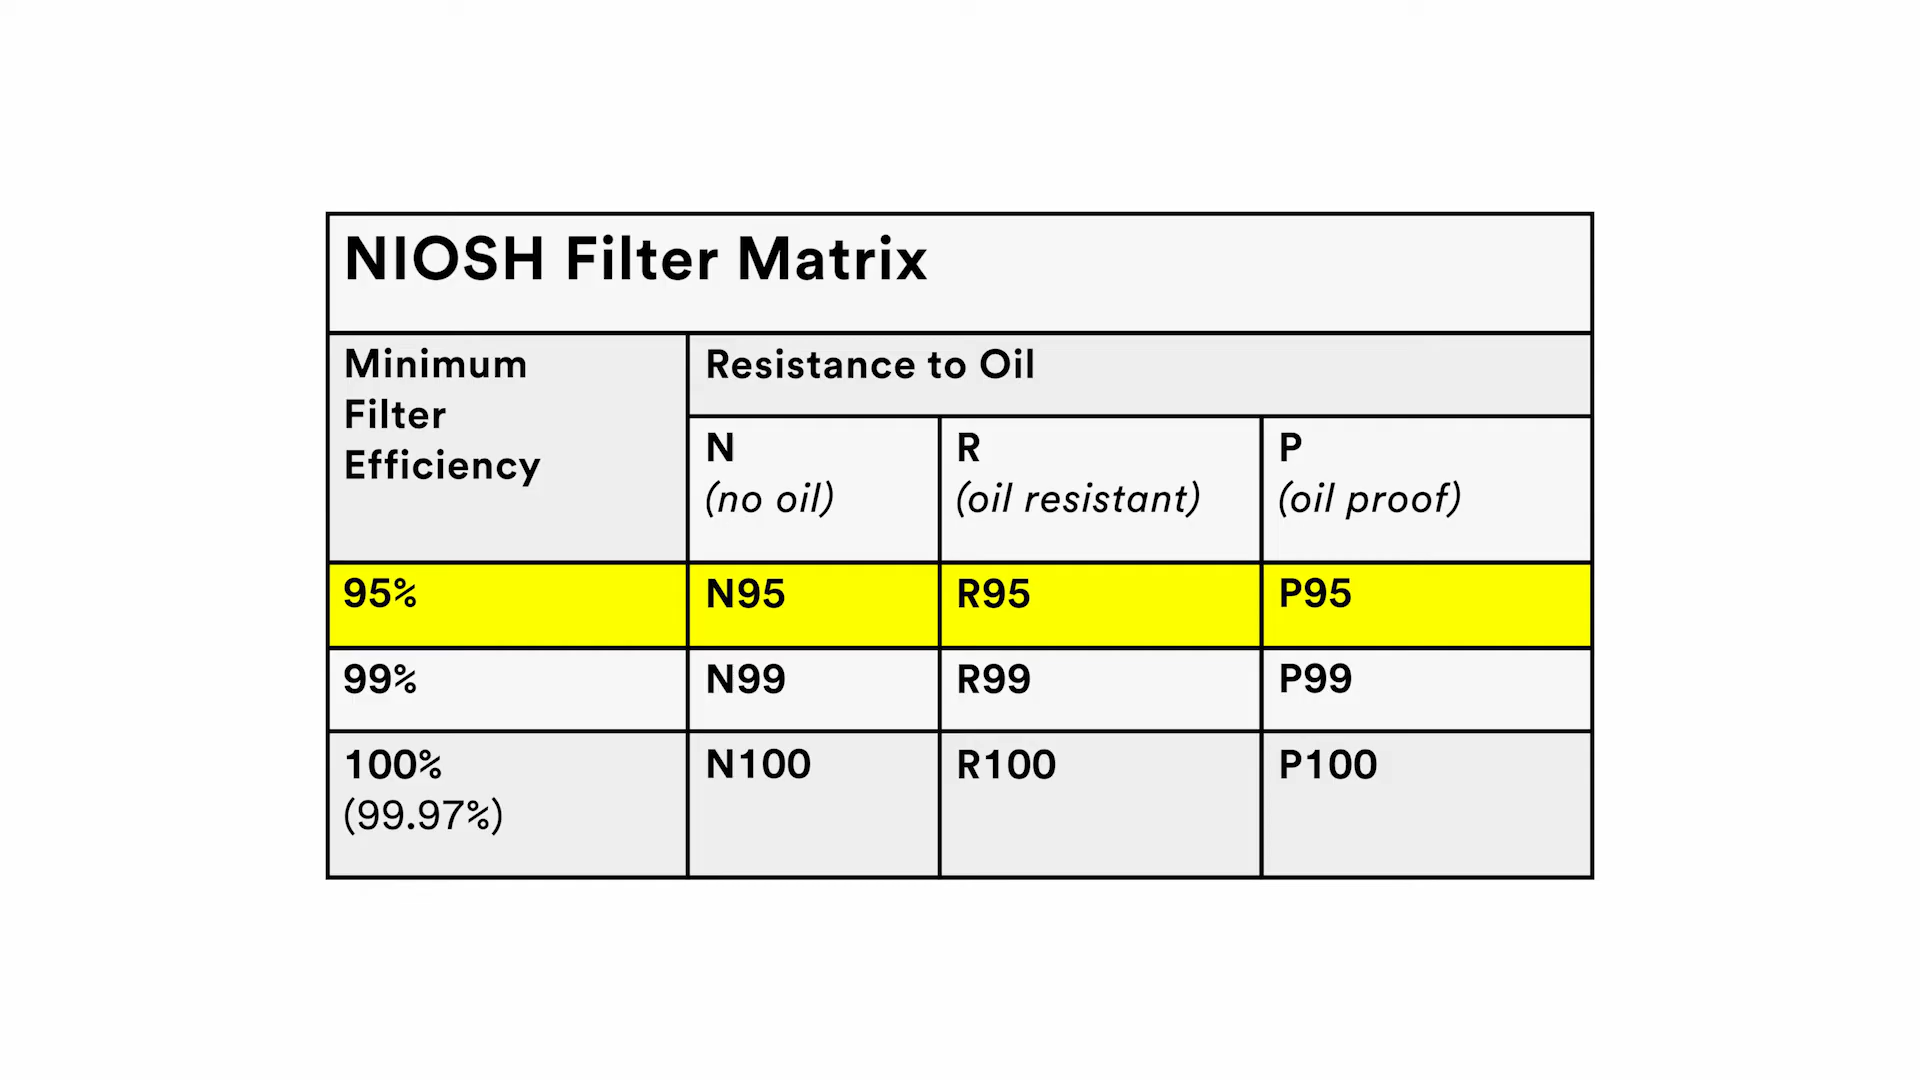 NIOSH Filter Matrix
Minimum
Filter
Efficiency
Resistance to Oil
N
(no oil)
R
(oil resistant)
P
(oil proof)
95%
N95
R95
P95
99%
N99
R99
P99
100%
(99.97%)
N100
R100
P100